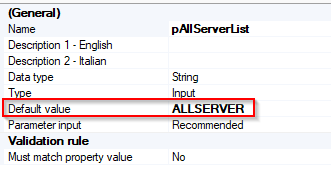 (General)
Name pAllServerList
Description 1 - English
Description 2 - Italian
Data type String
Type Input
Default value ALLSERVER
Parameter input Recommended
Validation rule
Must match property value No